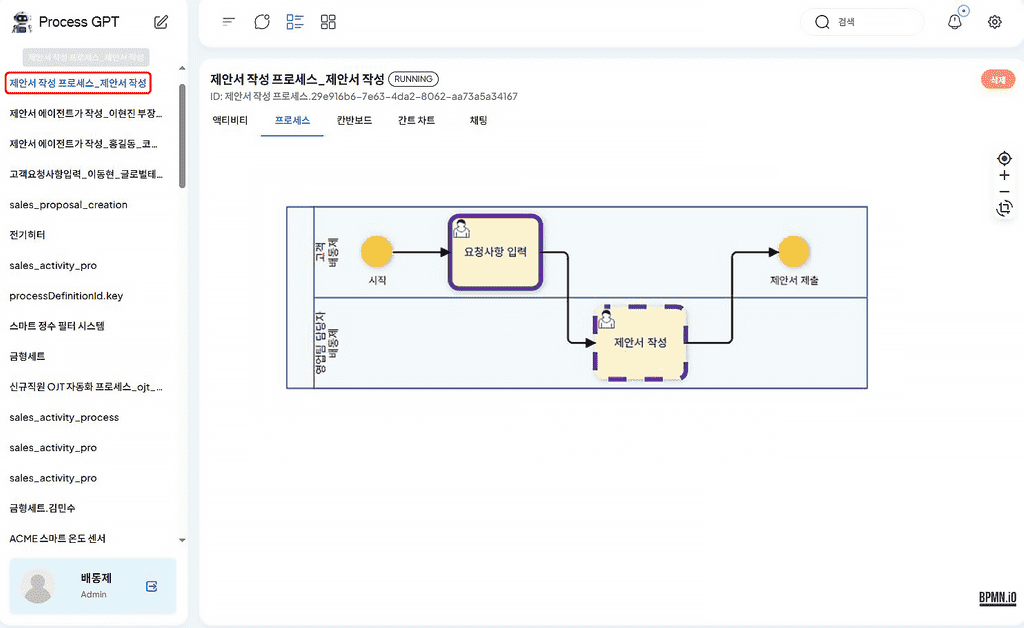 Process GPT
제안서 작성 프로세스_제안서 작성
제안서 작성 프로세스_제안서 작성
제안서 에이전트가 작성_이현진 부장...
제안서 에이전트가 작성_홍길동_코...
고객요청사항입력_이동현_글로벌테...
sales_proposal_creation
전기히터
sales_activity_pro
processDefinitionId.key
스마트 정수 필터 시스템
금형세트
신규직원 OJT 자동화 프로세스_ojt_...
sales_activity_process
sales_activity_pro
sales_activity_pro
금형세트.김민수
ACME 스마트 온도 센서
배동제
Admin
검색
제안서 작성 프로세스_제안서 작성 RUNNING
삭제
ID: 제안서 작성 프로세스.29e916b6-7e63-4da2-8062-aa73a5a34167
액티비티 프로세스 칸반보드 간트 차트 채팅
고객
배동제
시작
요청사항 입력
제안서 제출
영업팀 담당자
배동제
제안서 작성
BPMN.iO